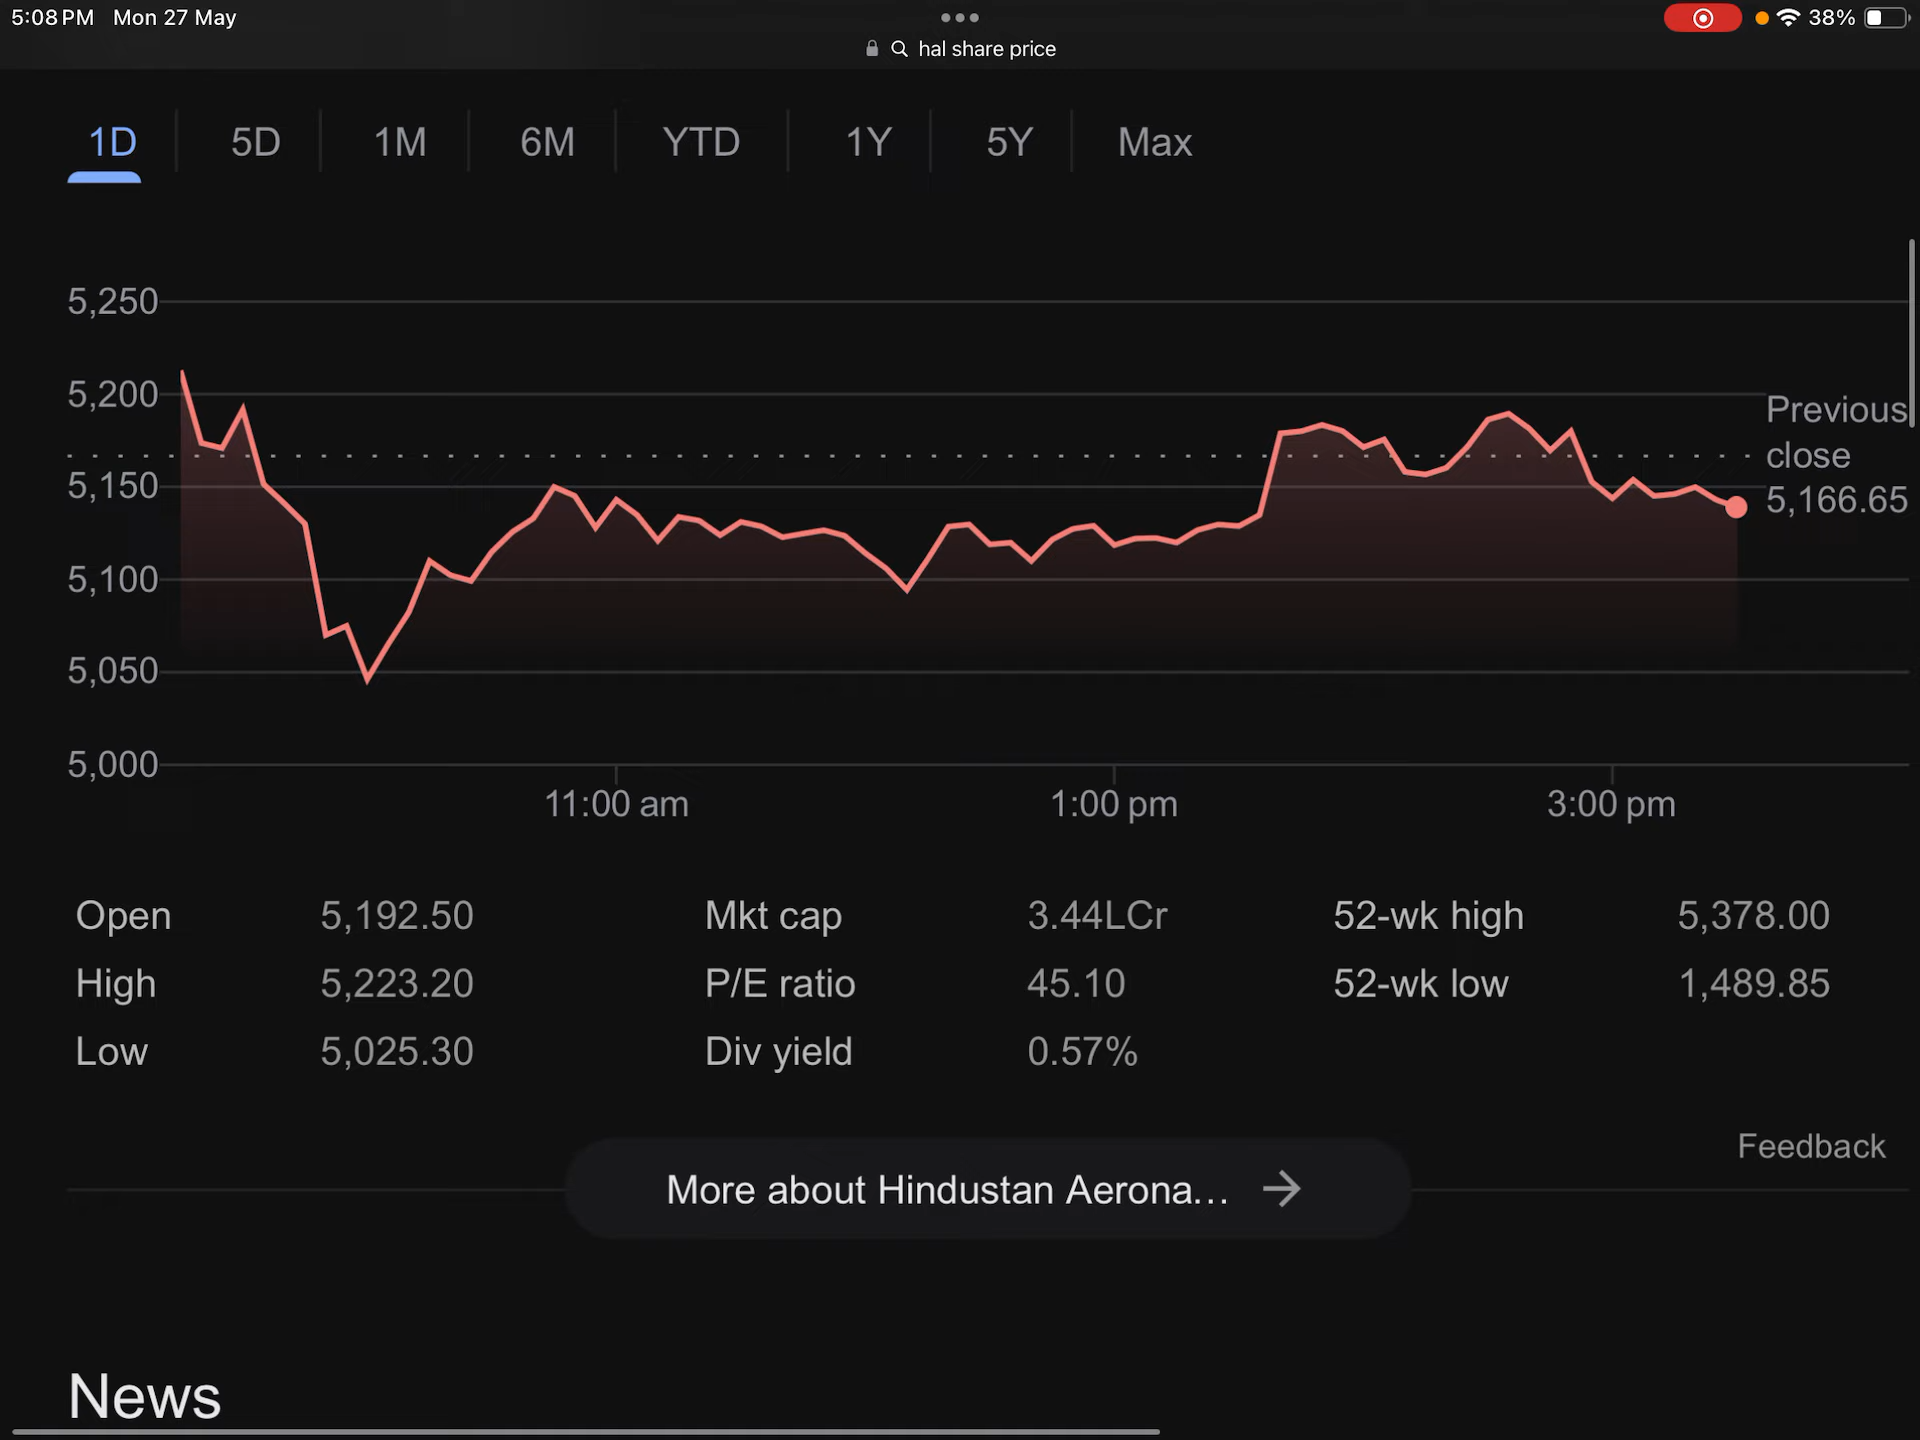 5:08 PM Mon 27 May
38%
hal share price
1D 5D 1M 6M YTD 1Y 5Y Max
5,250
5,200
5,150
5,100
5,050
5,000
Previous
close
5,166.65
11:00 am 1:00 pm 3:00 pm
Open 5,192.50 Mkt cap 3.44LCr 52-wk high 5,378.00
High 5,223.20 P/E ratio 45.10 52-wk low 1,489.85
Low 5,025.30 Div yield 0.57%
Feedback
More about Hindustan Aerona...
News